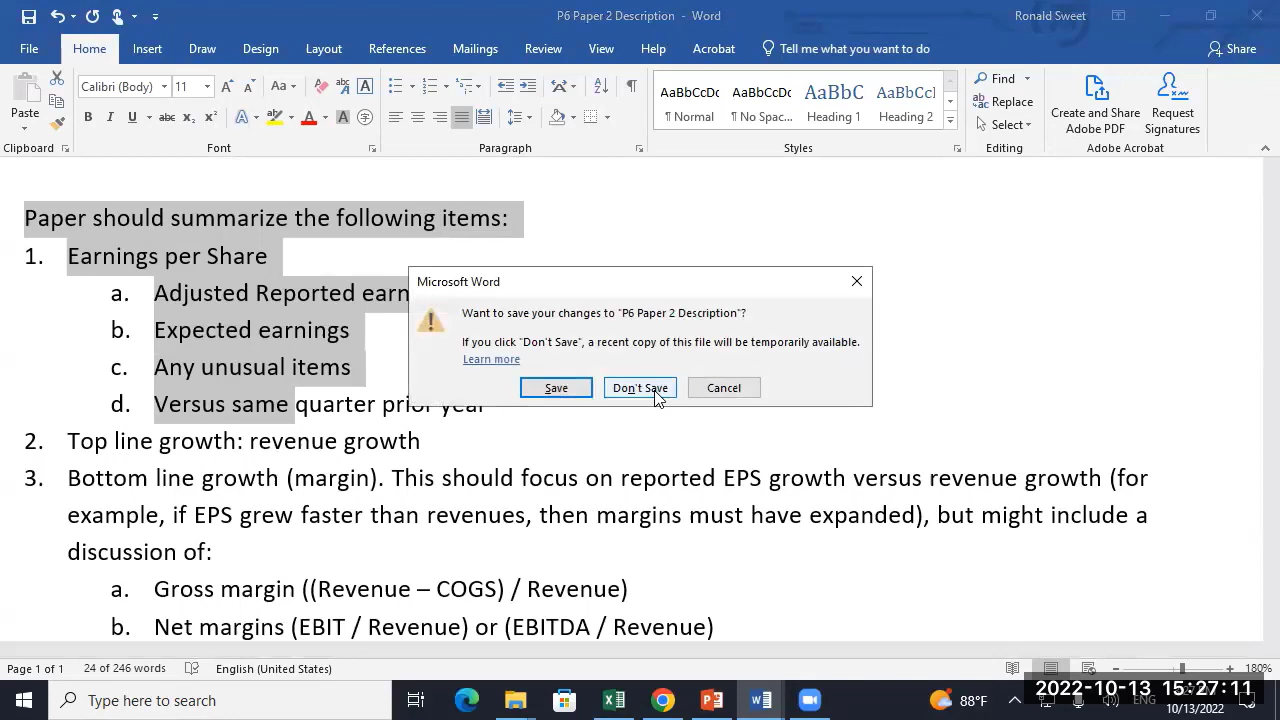 P6 Paper 2 Description - Word
Ronald Sweet
File Home Insert Draw Design Layout References Mailings Review View Help Acrobat Tell me what you want to do Share
Paste
Clipboard
Calibri (Body) 11
Aa
B I U abc x₂ x²
Font
Paragraph
AaBbCcDc AaBbCcDc AaBbC AaBbCcI
¶ Normal ¶ No Spac... Heading 1 Heading 2
Styles
Find
Replace
Select
Editing
Create and Share Adobe PDF
Request Signatures
Adobe Acrobat
Paper should summarize the following items:
1. Earnings per Share
a. Adjusted Reported earn
b. Expected earnings
c. Any unusual items
d. Versus same quarter prior year
2. Top line growth: revenue growth
3. Bottom line growth (margin). This should focus on reported EPS growth versus revenue growth (for
example, if EPS grew faster than revenues, then margins must have expanded), but might include a
discussion of:
a. Gross margin ((Revenue – COGS) / Revenue)
b. Net margins (EBIT / Revenue) or (EBITDA / Revenue)
Microsoft Word
Want to save your changes to "P6 Paper 2 Description"?
If you click "Don't Save", a recent copy of this file will be temporarily available.
Learn more
Save Don't Save Cancel
Page 1 of 1 24 of 246 words English (United States) 180%
Type here to search
88°F
ENG
2022-10-13 15:27:11
10/13/2022